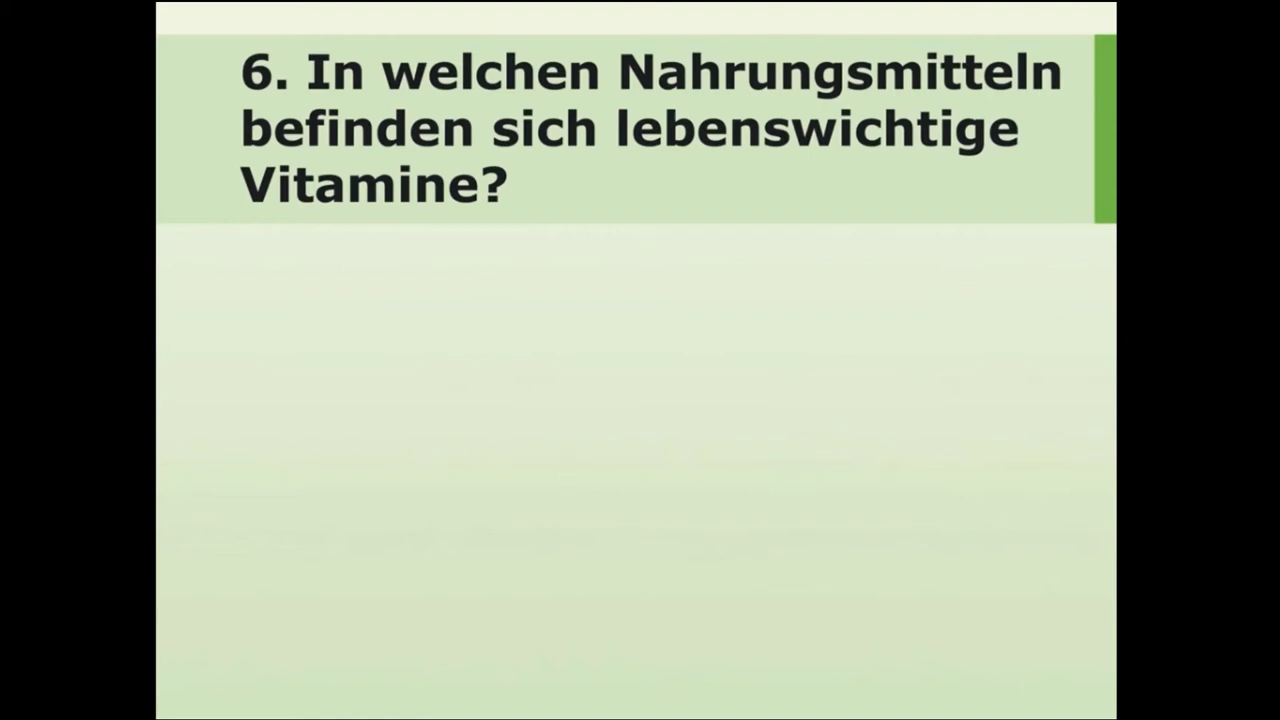 6. In welchen Nahrungsmitteln
befinden sich lebenswichtige
Vitamine?